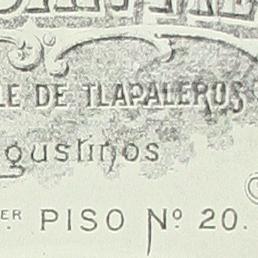 LE DE TLAPALEROS
gustinos
ER. PISO No. 20.